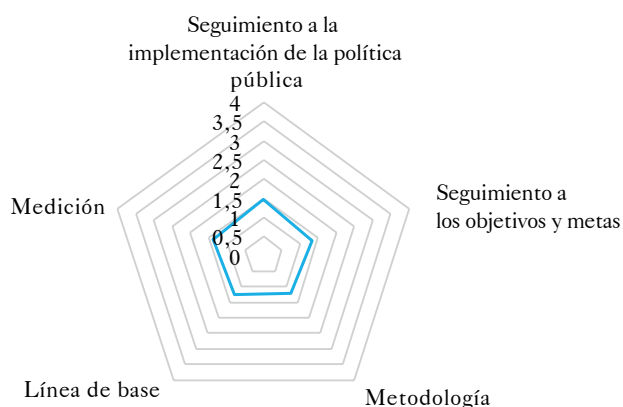 Seguimiento a la
implementación de la política
pública
4
3,5
3
2,5
2
1,5
1
0,5
0
Seguimiento a
los objetivos y metas
Medición
Línea de base
Metodología